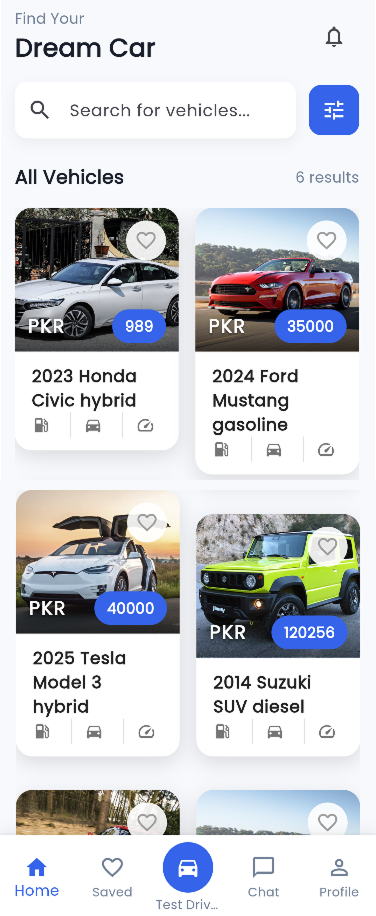 Find Your
Dream Car
Search for vehicles...
All Vehicles
6 results
PKR
989
PKR
35000
2023 Honda
Civic hybrid
2024 Ford
Mustang
gasoline
PKR
40000
PKR
120256
2025 Tesla
Model 3
hybrid
2014 Suzuki
SUV diesel
Home
Saved
Test Driv...
Chat
Profile